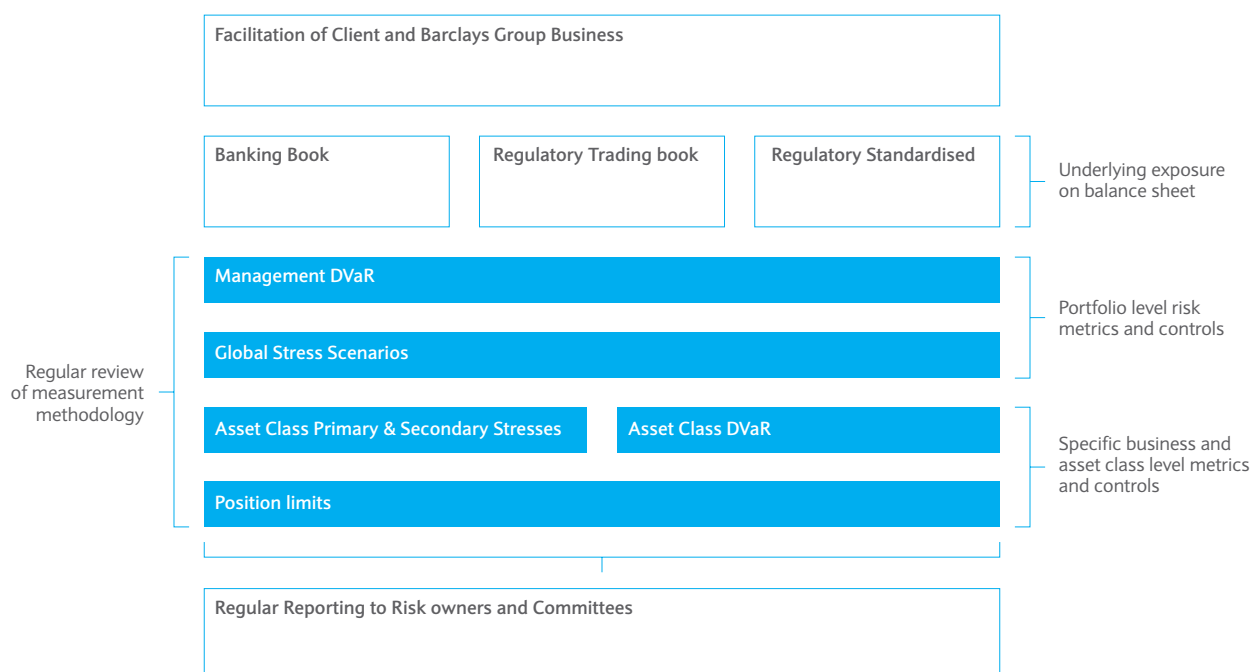 Facilitation of Client and Barclays Group Business
Banking Book
Regulatory Trading book
Regulatory Standardised
Underlying exposure
on balance sheet
Management DVaR
Portfolio level risk
metrics and controls
Global Stress Scenarios
Regular review
of measurement
methodology
Asset Class Primary & Secondary Stresses
Asset Class DVaR
Specific business and
asset class level metrics
and controls
Position limits
Regular Reporting to Risk owners and Committees